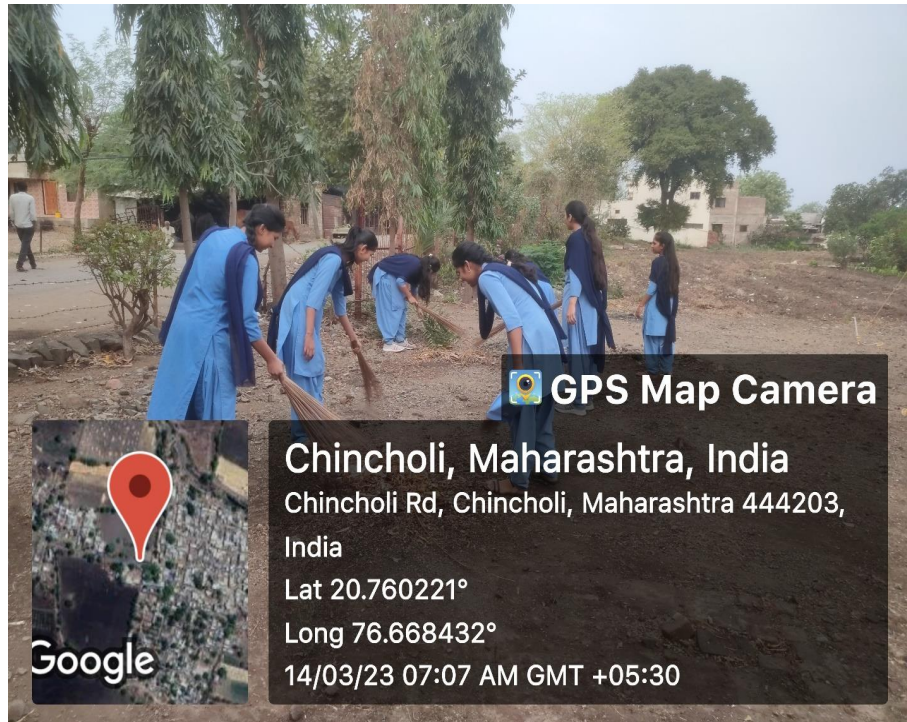 GPS Map Camera
Chincholi, Maharashtra, India
Chincholi Rd, Chincholi, Maharashtra 444203,
India
Lat 20.760221°
Long 76.668432°
14/03/23 07:07 AM GMT +05:30
Google